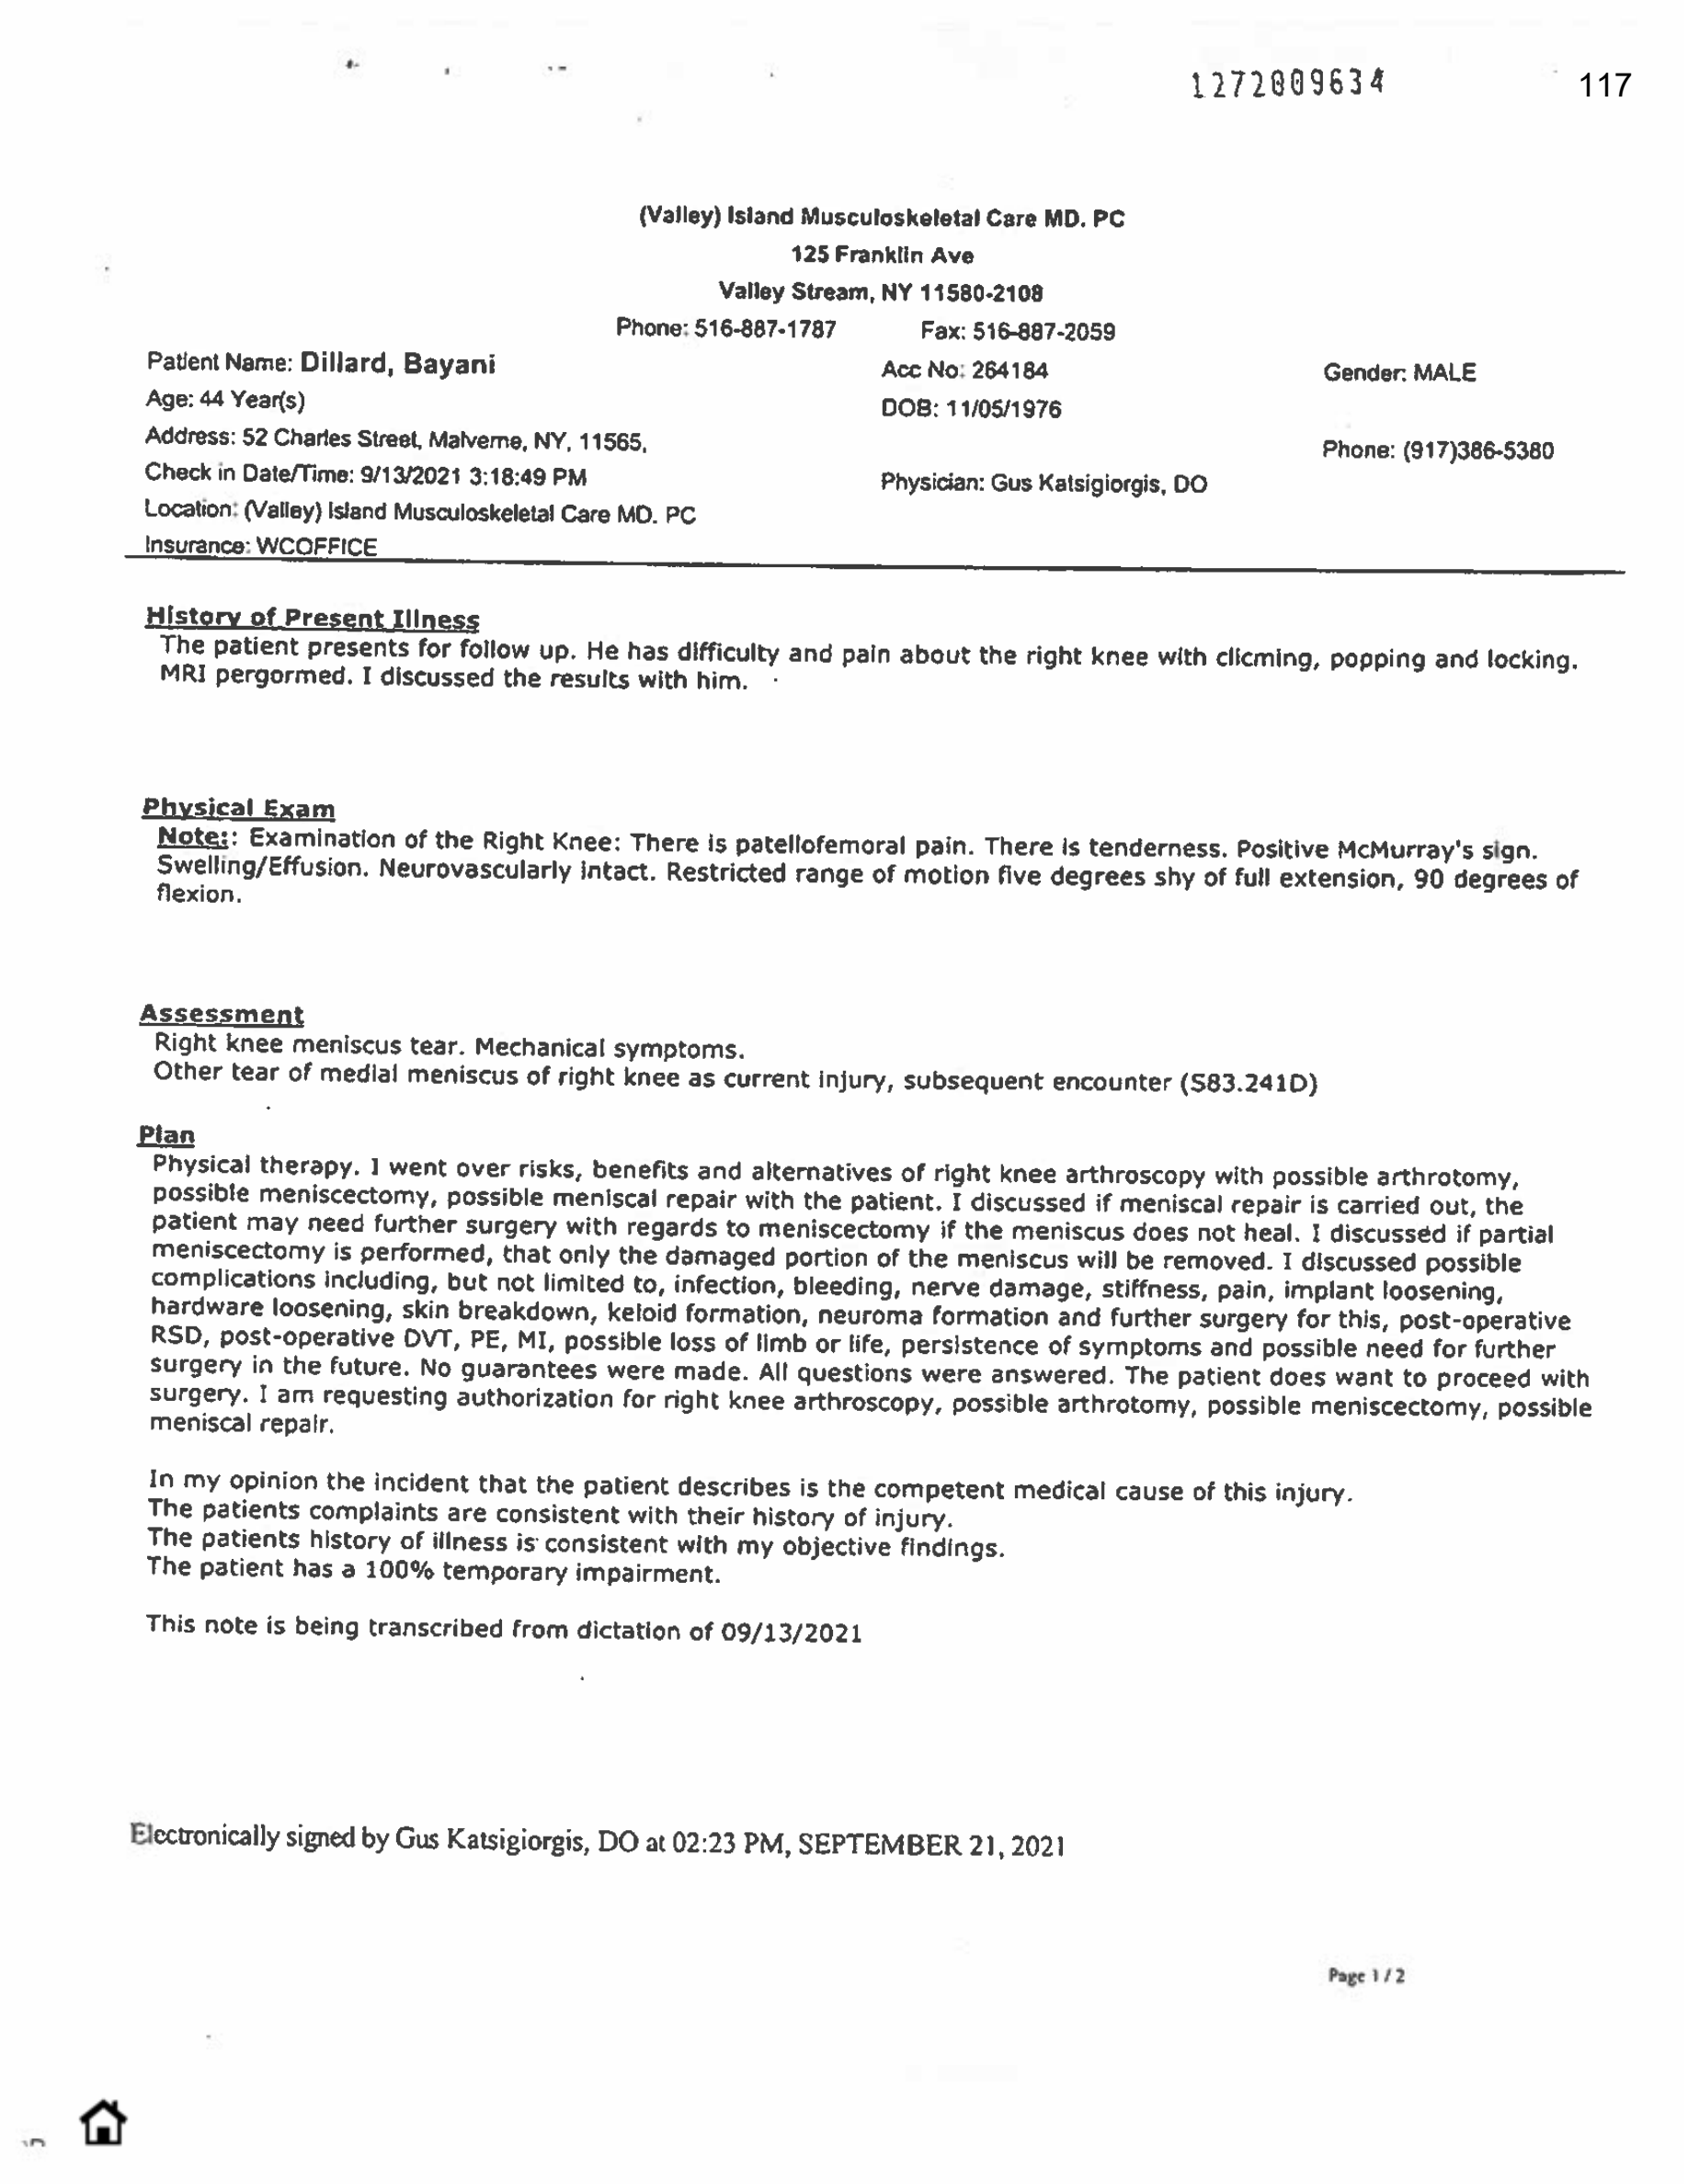 1272009634
117
(Valley) Island Musculoskeletal Care MD. PC
125 Franklin Ave
Valley Stream, NY 11580-2108
Phone: 516-887-1787 Fax: 516-887-2059
Patient Name: Dillard, Bayani Acc No: 264184 Gender: MALE
Age: 44 Year(s) DOB: 11/05/1976
Address: 52 Charles Street, Malverne, NY, 11565, Phone: (917)386-5380
Check in Date/Time: 9/13/2021 3:18:49 PM Physician: Gus Katsigiorgis, DO
Location: (Valley) Island Musculoskeletal Care MD. PC
Insurance: WCOFFICE
History of Present Illness
The patient presents for follow up. He has difficulty and pain about the right knee with clicming, popping and locking.
MRI pergormed. I discussed the results with him.
Physical Exam
Note:: Examination of the Right Knee: There is patellofemoral pain. There is tenderness. Positive McMurray's sign.
Swelling/Effusion. Neurovascularly intact. Restricted range of motion five degrees shy of full extension, 90 degrees of
flexion.
Assessment
Right knee meniscus tear. Mechanical symptoms.
Other tear of medial meniscus of right knee as current injury, subsequent encounter (S83.241D)
Plan
Physical therapy. I went over risks, benefits and alternatives of right knee arthroscopy with possible arthrotomy,
possible meniscectomy, possible meniscal repair with the patient. I discussed if meniscal repair is carried out, the
patient may need further surgery with regards to meniscectomy if the meniscus does not heal. I discussed if partial
meniscectomy is performed, that only the damaged portion of the meniscus will be removed. I discussed possible
complications including, but not limited to, infection, bleeding, nerve damage, stiffness, pain, implant loosening,
hardware loosening, skin breakdown, keloid formation, neuroma formation and further surgery for this, post-operative
RSD, post-operative DVT, PE, MI, possible loss of limb or life, persistence of symptoms and possible need for further
surgery in the future. No guarantees were made. All questions were answered. The patient does want to proceed with
surgery. I am requesting authorization for right knee arthroscopy, possible arthrotomy, possible meniscectomy, possible
meniscal repair.
In my opinion the incident that the patient describes is the competent medical cause of this injury.
The patients complaints are consistent with their history of injury.
The patients history of illness is consistent with my objective findings.
The patient has a 100% temporary impairment.
This note is being transcribed from dictation of 09/13/2021
Electronically signed by Gus Katsigiorgis, DO at 02:23 PM, SEPTEMBER 21, 2021
Page 1 / 2